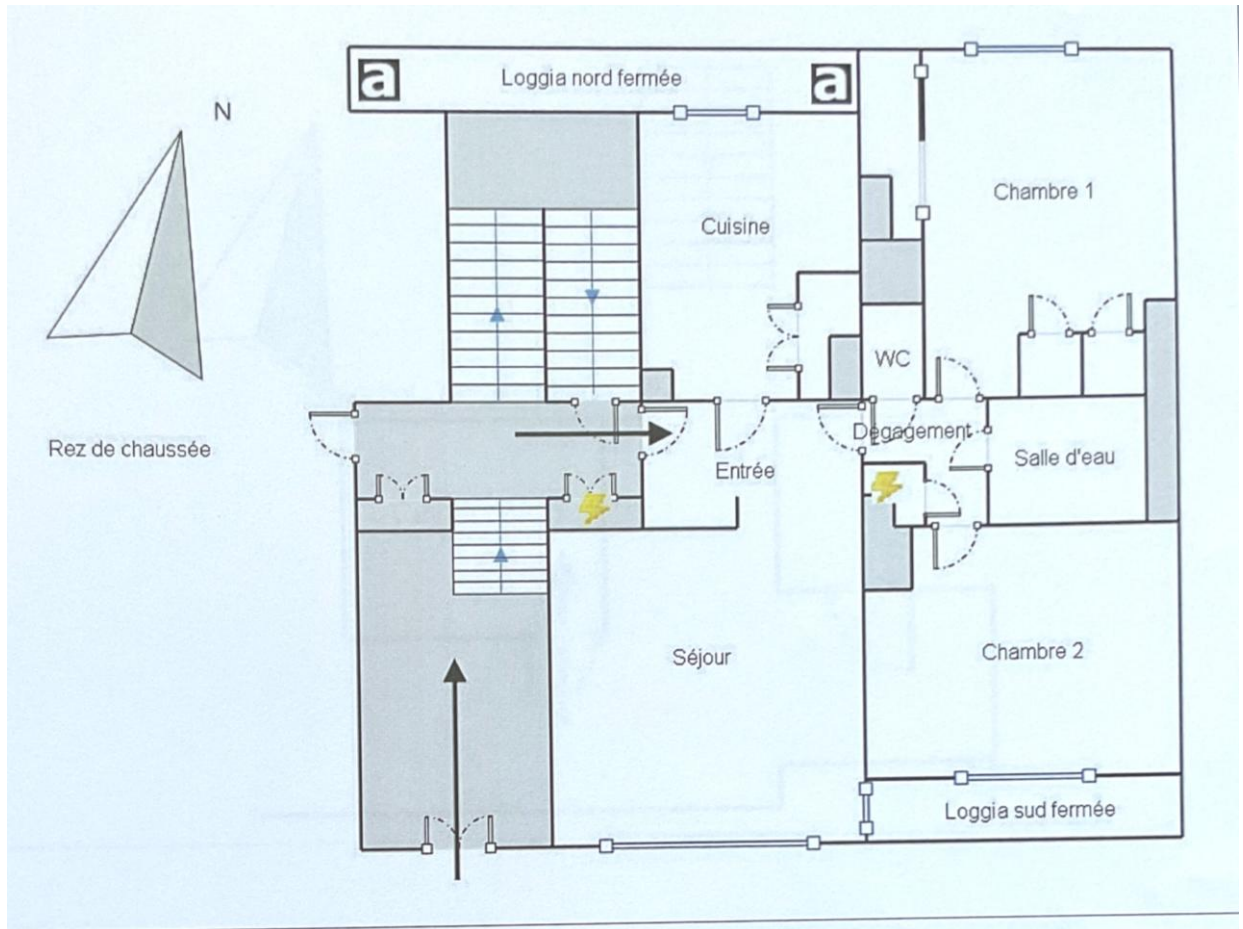 a
Loggia nord fermée
a
N
Chambre 1
Cuisine
WC
Rez de chaussée
Dégagement
Entrée
Salle d'eau
Séjour
Chambre 2
Loggia sud fermée